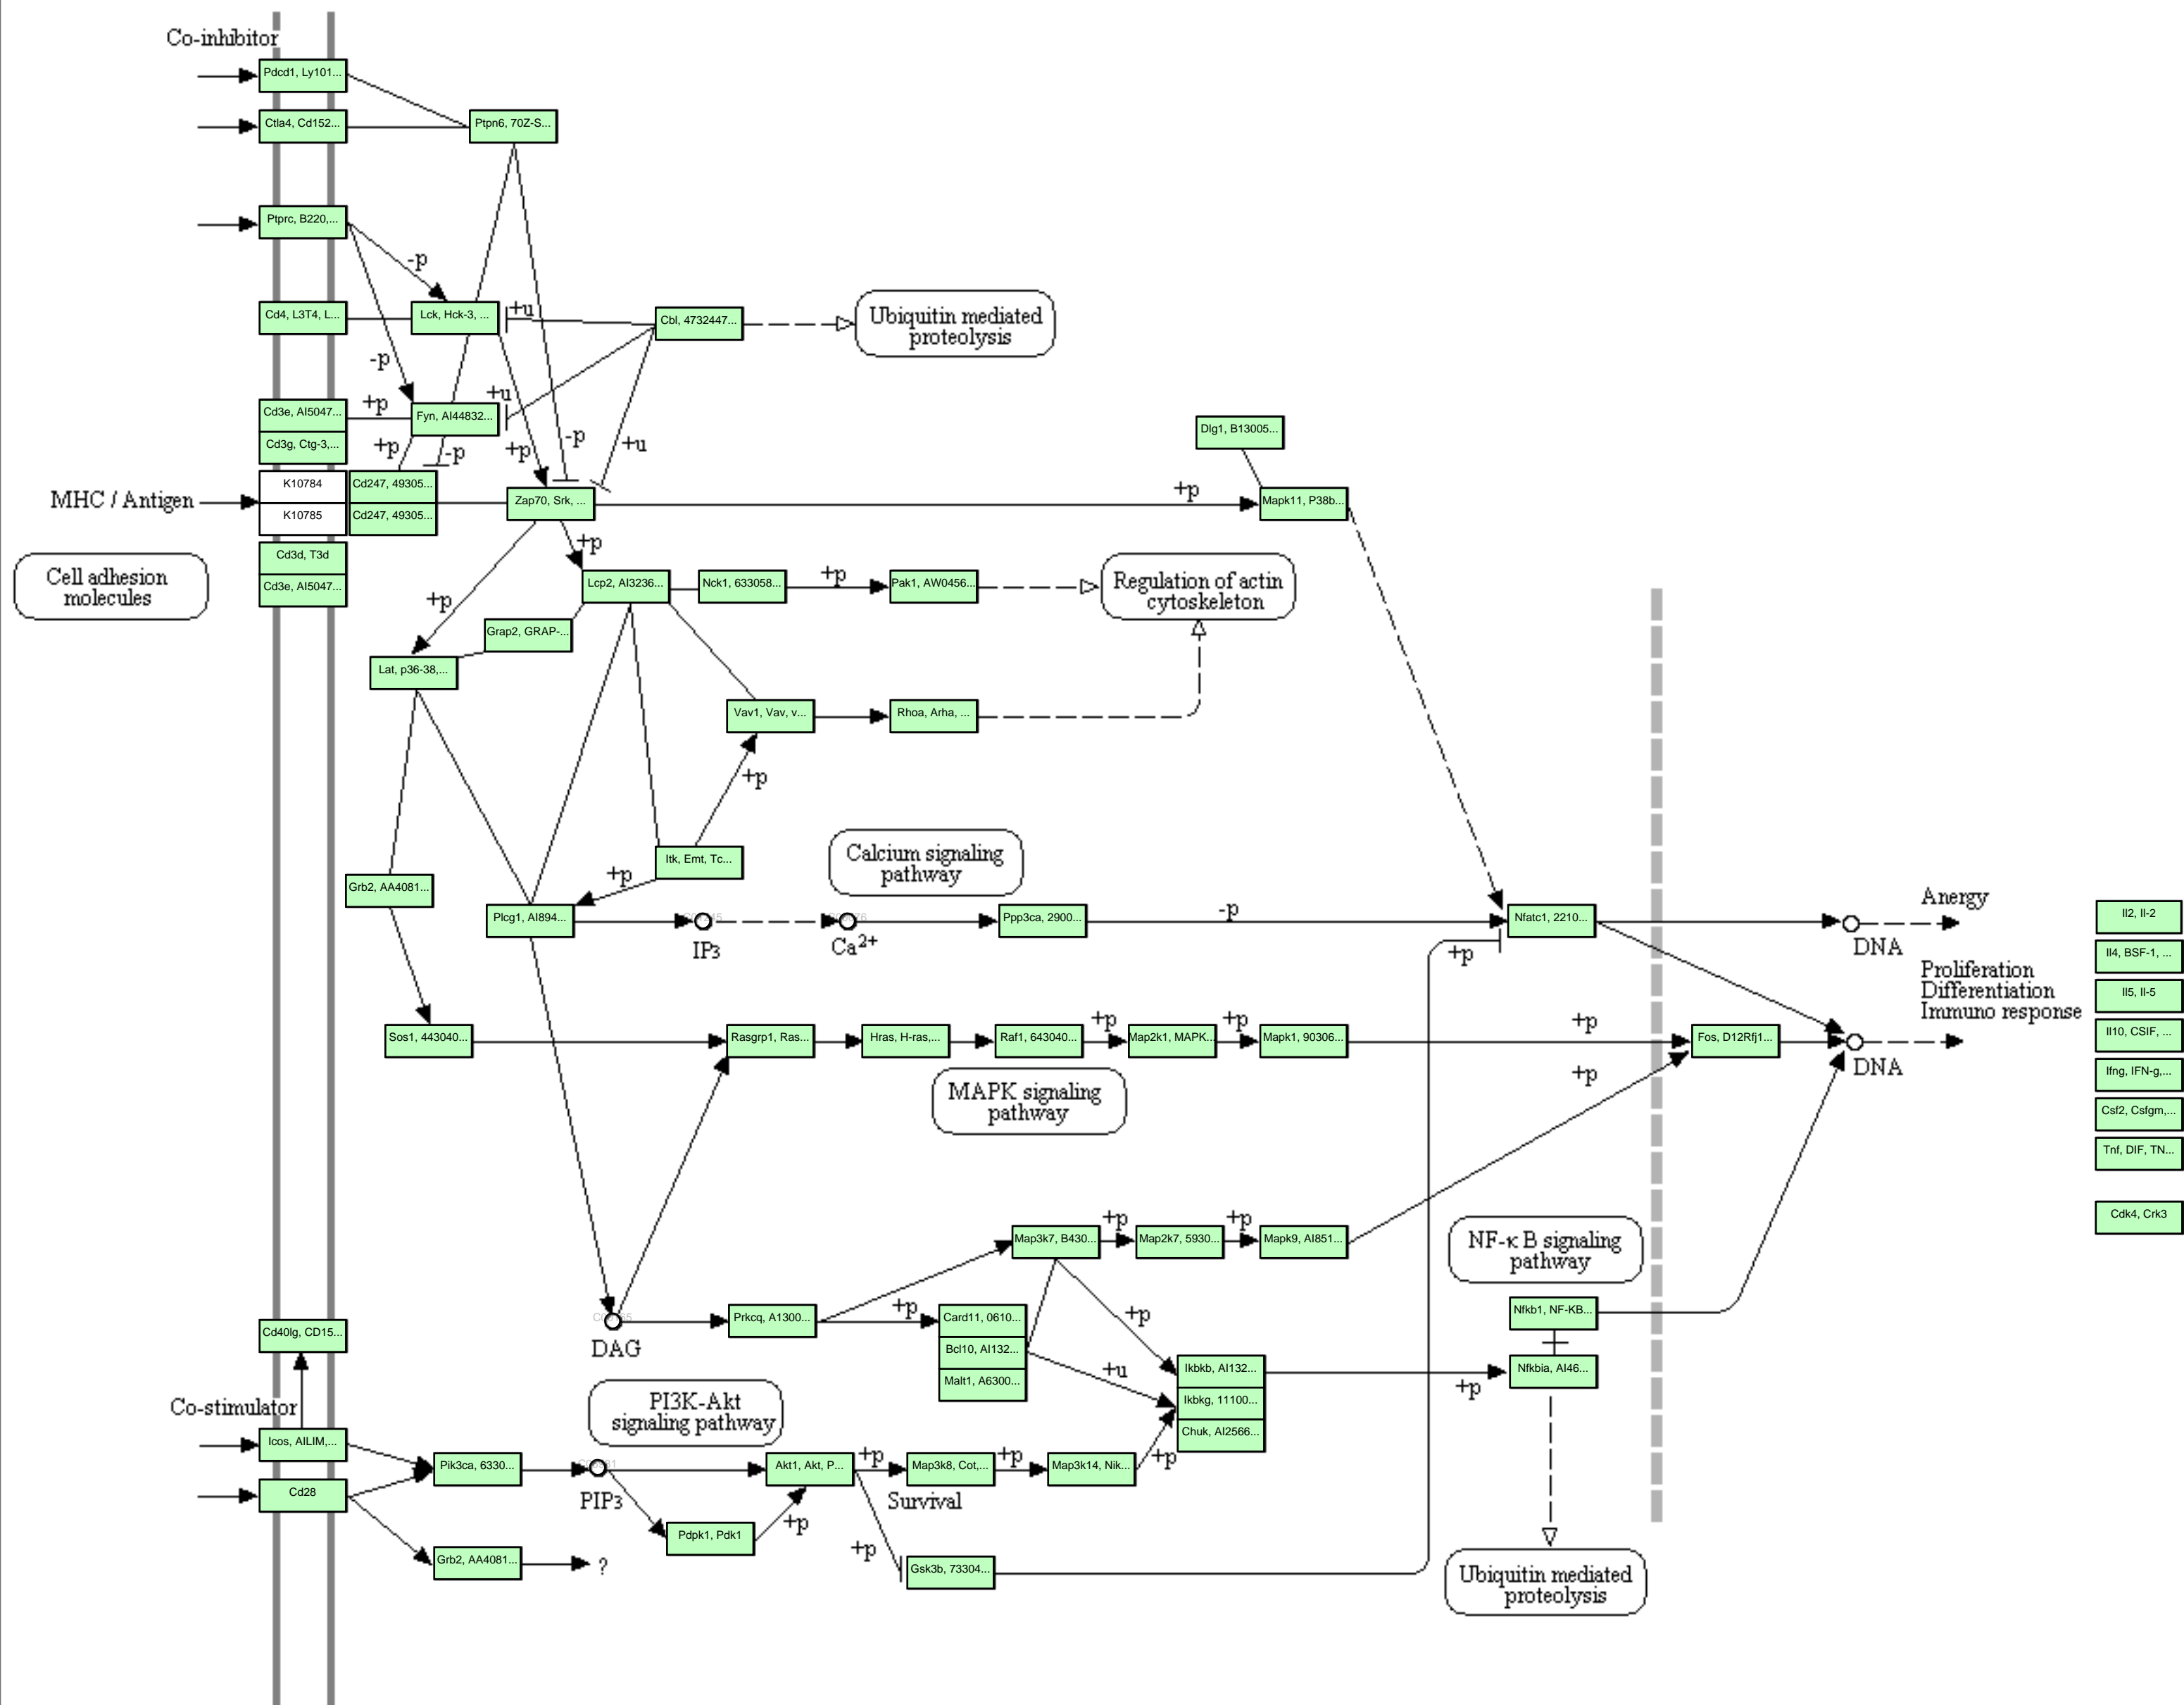 Co-inhibitor
Pdcd1, Ly101...
Ctla4, Cd152...
Ptpn6, 70Z-S...
Ptprc, B220,...
-p
Cd4, L3T4, L...
Lck, Hck-3, ...
+u
Cbl, 4732447...
Ubiquitin mediated
proteolysis
-p
+u
Cd3e, AI5047...
+p
Fyn, AI44832...
Cd3g, Ctg-3,...
+p
-p
+p
-p
+u
Dlg1, B13005...
MHC / Antigen
K10784
Cd247, 49305...
K10785
Cd247, 49305...
Zap70, Srk, ...
+p
Mapk11, P38b...
Cell adhesion
molecules
Cd3d, T3d
Cd3e, AI5047...
+p
Lcp2, AI3236...
Nck1, 633058...
+p
Pak1, AW0456...
Regulation of actin
cytoskeleton
+p
Grap2, GRAP-...
Lat, p36-38,...
Vav1, Vav, v...
Rhoa, Arha, ...
+p
Itk, Emt, Tc...
+p
Calcium signaling
pathway
Grb2, AA4081...
Plcg1, AI894...
IP3
Ca2+
Ppp3ca, 2900...
-p
Nfatc1, 2210...
+p
Anergy
DNA
Proliferation
Differentiation
Immuno response
Il2, Il-2
Il4, BSF-1, ...
Il5, Il-5
Il10, CSIF, ...
Ifng, IFN-g,...
Csf2, Csfgm,...
Tnf, DIF, TN...
Cdk4, Crk3
Sos1, 443040...
Rasgrp1, Ras...
Hras, H-ras,...
Raf1, 643040...
+p
Map2k1, MAPK...
+p
Mapk1, 90306...
+p
Fos, D12Rfj1...
DNA
+p
MAPK signaling
pathway
Map3k7, B430...
+p
Map2k7, 5930...
+p
Mapk9, AI851...
NF-κ B signaling
pathway
Cd40lg, CD15...
DAG
Prkcq, A1300...
+p
Card11, 0610...
Bcl10, AI132...
Malt1, A6300...
+p
+u
Ikbkb, AI132...
Ikbkg, 11100...
Chuk, AI2566...
+p
Nfkb1, NF-KB...
Nfkbia, AI46...
Co-stimulator
PI3K-Akt
signaling pathway
Icos, AILIM,...
Cd28
Pik3ca, 6330...
PIP3
Akt1, Akt, P...
+p
Map3k8, Cot,...
+p
Map3k14, Nik...
+p
Survival
Pdpk1, Pdk1
+p
+p
Grb2, AA4081...
?
Gsk3b, 73304...
Ubiquitin mediated
proteolysis